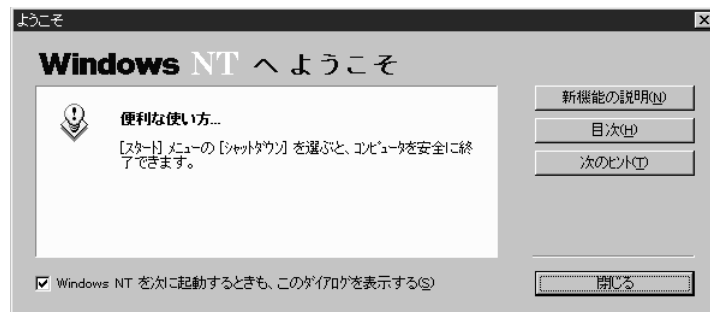 ようこそ
Windows NT へようこそ
便利な使い方...
[スタート] メニューの [シャットダウン] を選ぶと、コンピュータを安全に終
了できます。
新機能の説明(N)
目次(H)
次のヒント(T)
Windows NT を次に起動するときも、このダイアログを表示する(S)
閉じる